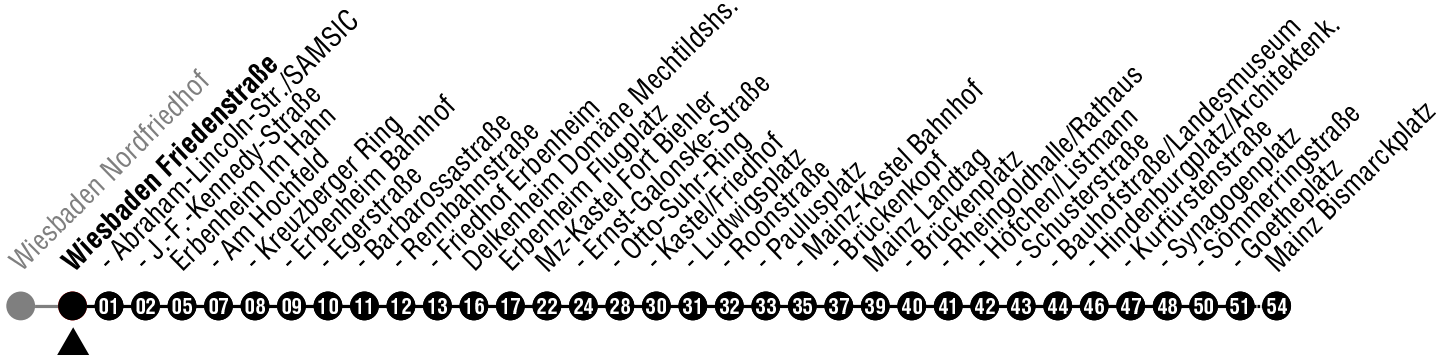 Wiesbaden Nordfriedhof
Wiesbaden Friedenstraße
- Abraham-Lincoln-Str./SAMSIC
- J.-F.-Kennedy-Straße
Erbenheim Im Hahn
- Am Hochfeld
- Kreuzberger Ring
- Erbenheim Bahnhof
- Egerstraße
- Barbarossastraße
- Rennbahnstraße
- Friedhof Erbenheim
Delkenheim Domäne Mechtildshs.
Erbenheim Flugplatz
Mz-Kastel Fort Biehler
- Ernst-Galonske-Straße
- Otto-Suhr-Ring
- Kastel/Friedhof
- Ludwigsplatz
- Roonstraße
- Paulusplatz
- Mainz Kastel Bahnhof
- Brückenkopf
Mainz Landtag
- Brückenplatz
- Rheingoldhalle/Rathaus
- Höfchen/Listmann
- Schusterstraße
- Bauhofstraße/Landesmuseum
- Hindenburgplatz/Architektenk.
- Kurfürstenstraße
- Synagogenplatz
- Sömmerringstraße
- Goetheplatz
Mainz Bismarckplatz
01 02 05 07 08 09 10 11 12 13 16 17 22 24 28 30 31 32 33 35 37 39 40 41 42 43 44 46 47 48 50 51 54